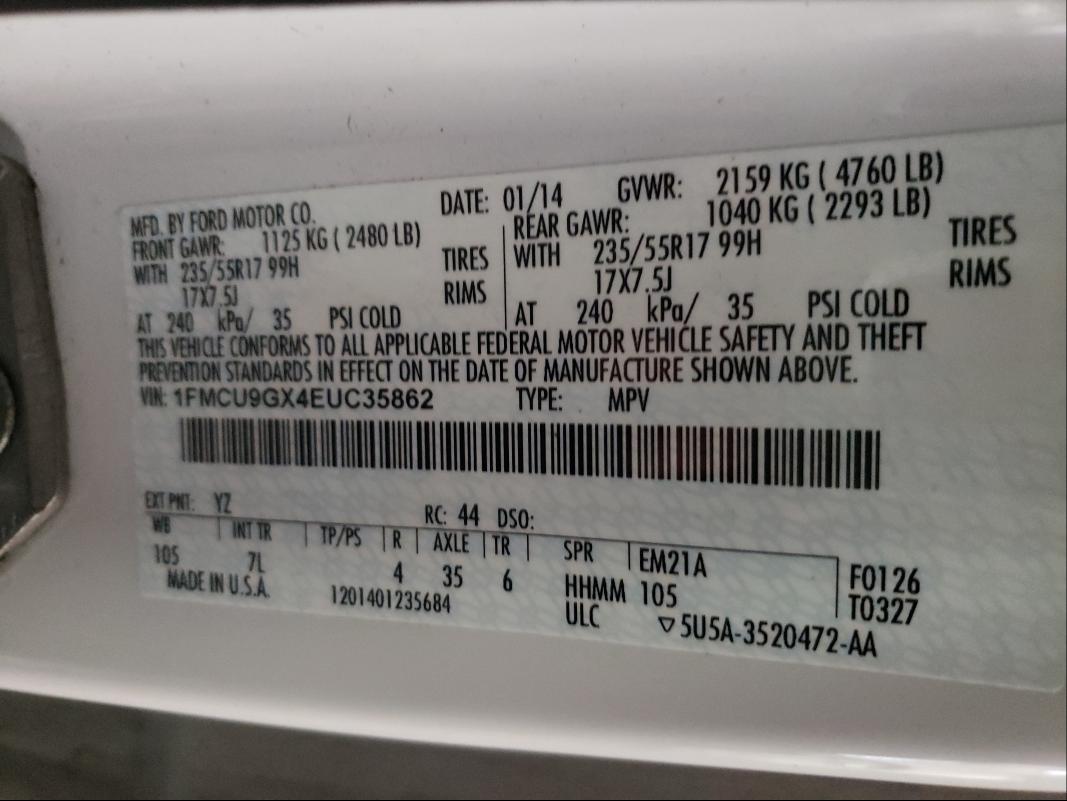 MFD. BY FORD MOTOR CO. DATE: 01/14 GVWR: 2159 KG ( 4760 LB)
FRONT GAWR: 1125 KG ( 2480 LB) REAR GAWR: 1040 KG ( 2293 LB)
WITH 235/55R17 99H TIRES WITH 235/55R17 99H TIRES
17X7.5J RIMS 17X7.5J RIMS
AT 240 kPa/ 35 PSI COLD AT 240 kPa/ 35 PSI COLD
THIS VEHICLE CONFORMS TO ALL APPLICABLE FEDERAL MOTOR VEHICLE SAFETY AND THEFT
PREVENTION STANDARDS IN EFFECT ON THE DATE OF MANUFACTURE SHOWN ABOVE.
VIN: 1FMCU9GX4EUC35862 TYPE: MPV
EXT PNT: YZ RC: 44 DSO:
WB INT TR TP/PS R AXLE TR SPR EM21A F0126
105 7L 4 35 6 HHMM 105 T0327
MADE IN U.S.A. 1201401235684 ULC ▽5U5A-3520472-AA